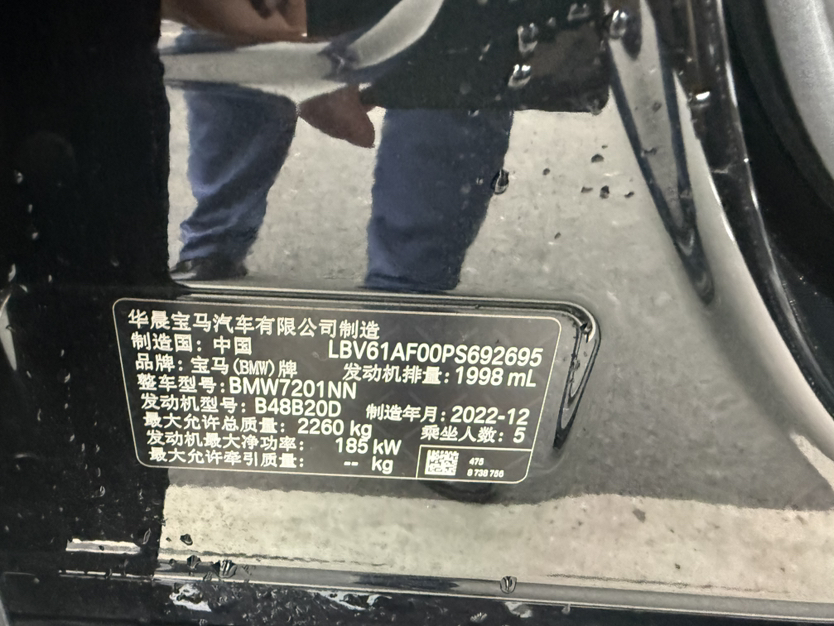 华晨宝马汽车有限公司制造
制造国: 中国 LBV61AF00PS692695
品牌: 宝马(BMW)牌 发动机排量: 1998 mL
整车型号: BMW7201NN
发动机型号: B48B20D 制造年月: 2022-12
最大允许总质量: 2260 kg 乘坐人数: 5
发动机最大净功率: 185 kW
最大允许牵引质量: -- kg
475
6 738 756